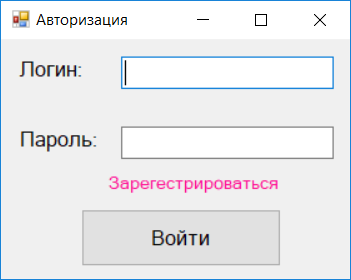 Авторизация
Логин:
Пароль:
Зарегестрироваться
Войти